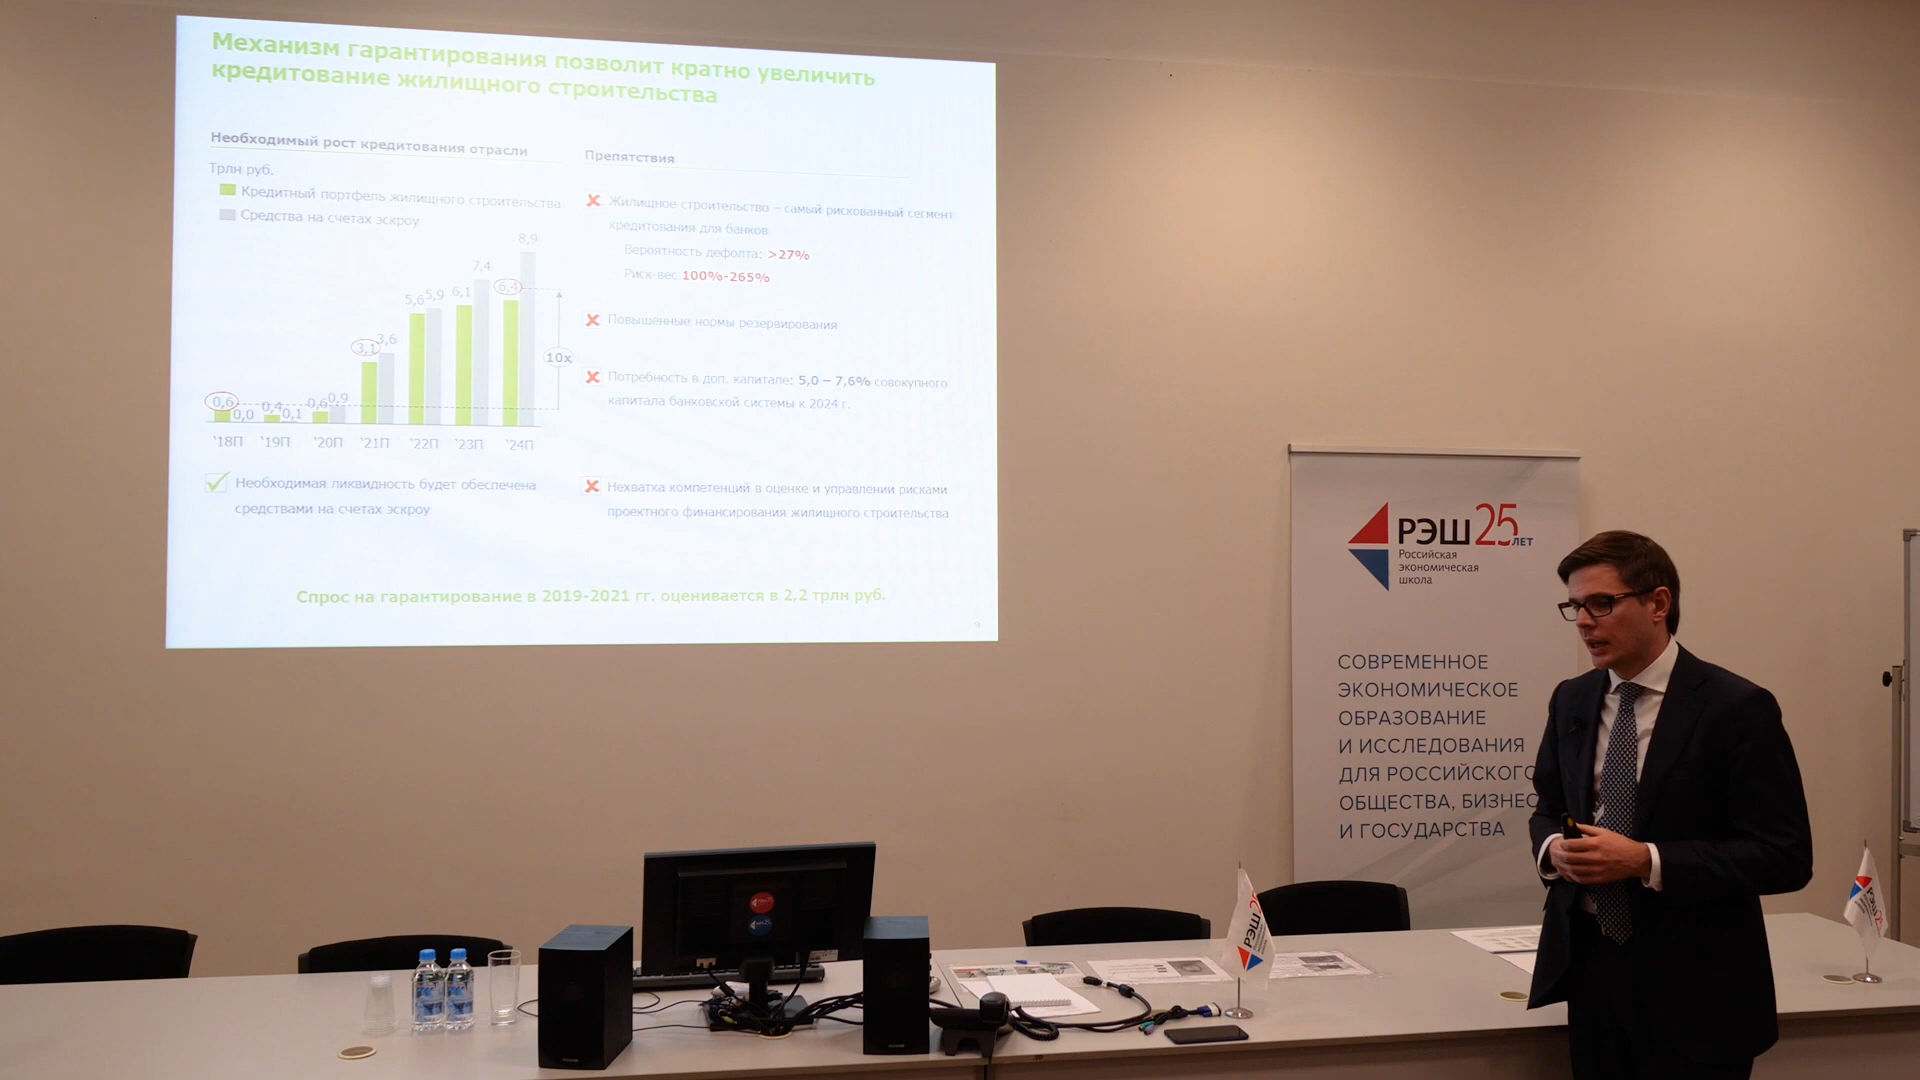 Механизм гарантирования позволит кратно увеличить
кредитование жилищного строительства
Необходимый рост кредитования отрасли
Трлн руб.
Кредитный портфель жилищного строительства
Средства на счетах эскроу
8,9
7,4
6,4
5,6 5,9 6,1
3,1 3,6
10x
0,6 0,0 0,4 0,1 0,6 0,9
'18П '19П '20П '21П '22П '23П '24П
Необходимая ликвидность будет обеспечена
средствами на счетах эскроу
Препятствия
Жилищное строительство – самый рискованный сегмент
кредитования для банков
Вероятность дефолта: >27%
Риск-вес 100%-265%
Повышенные нормы резервирования
Потребность в доп. капитале: 5,0 – 7,6% совокупного
капитала банковской системы к 2024 г.
Нехватка компетенций в оценке и управлении рисками
проектного финансирования жилищного строительства
Спрос на гарантирование в 2019-2021 гг. оценивается в 2,2 трлн руб.
9
РЭШ 25 ЛЕТ
Российская
экономическая
школа
СОВРЕМЕННОЕ
ЭКОНОМИЧЕСКОЕ
ОБРАЗОВАНИЕ
И ИССЛЕДОВАНИЯ
ДЛЯ РОССИЙСКОГО
ОБЩЕСТВА, БИЗНЕС
И ГОСУДАРСТВА
РЭШ
РЭШ